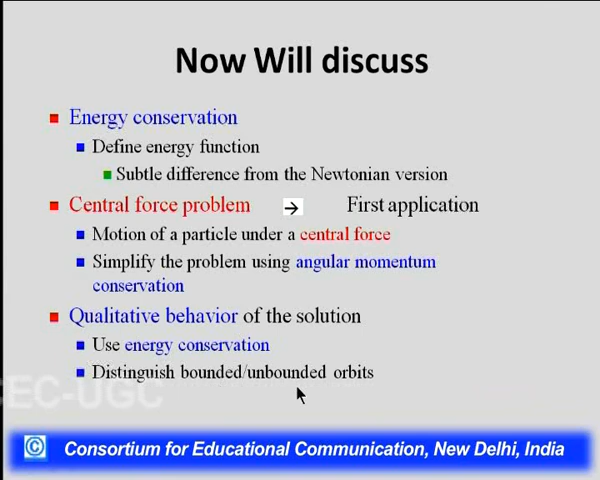 Now Will discuss
Energy conservation
Define energy function
Subtle difference from the Newtonian version
Central force problem → First application
Motion of a particle under a central force
Simplify the problem using angular momentum
conservation
Qualitative behavior of the solution
Use energy conservation
Distinguish bounded/unbounded orbits
CEC-UGC
© Consortium for Educational Communication, New Delhi, India